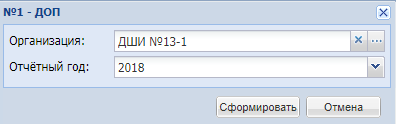 №1 - ДОП
Организация: ДШИ №13-1
Отчётный год: 2018
Сформировать Отмена